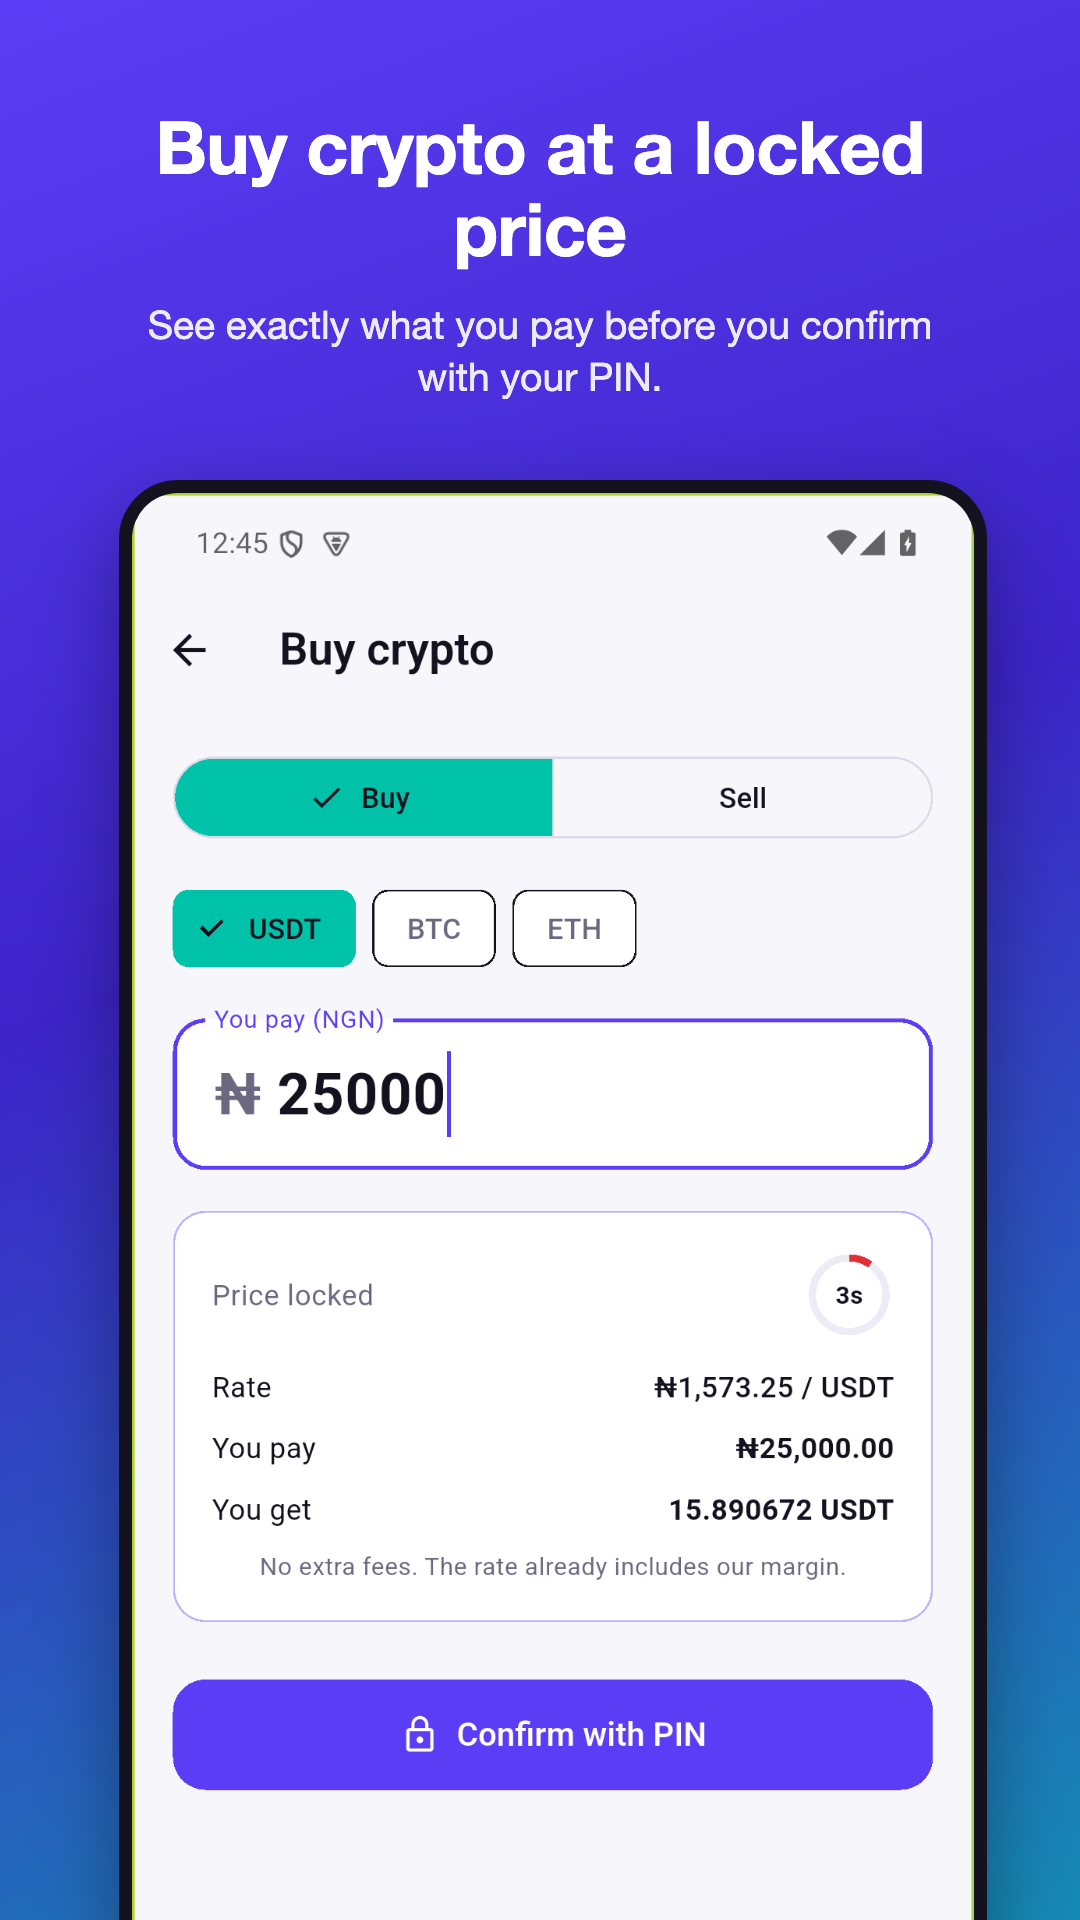 Buy crypto at a locked
price
See exactly what you pay before you confirm
with your PIN.
12:45
Buy crypto
Buy
Sell
USDT
BTC
ETH
You pay (NGN)
₦ 25000
Price locked
3s
Rate
₦1,573.25 / USDT
You pay
₦25,000.00
You get
15.890672 USDT
No extra fees. The rate already includes our margin.
Confirm with PIN